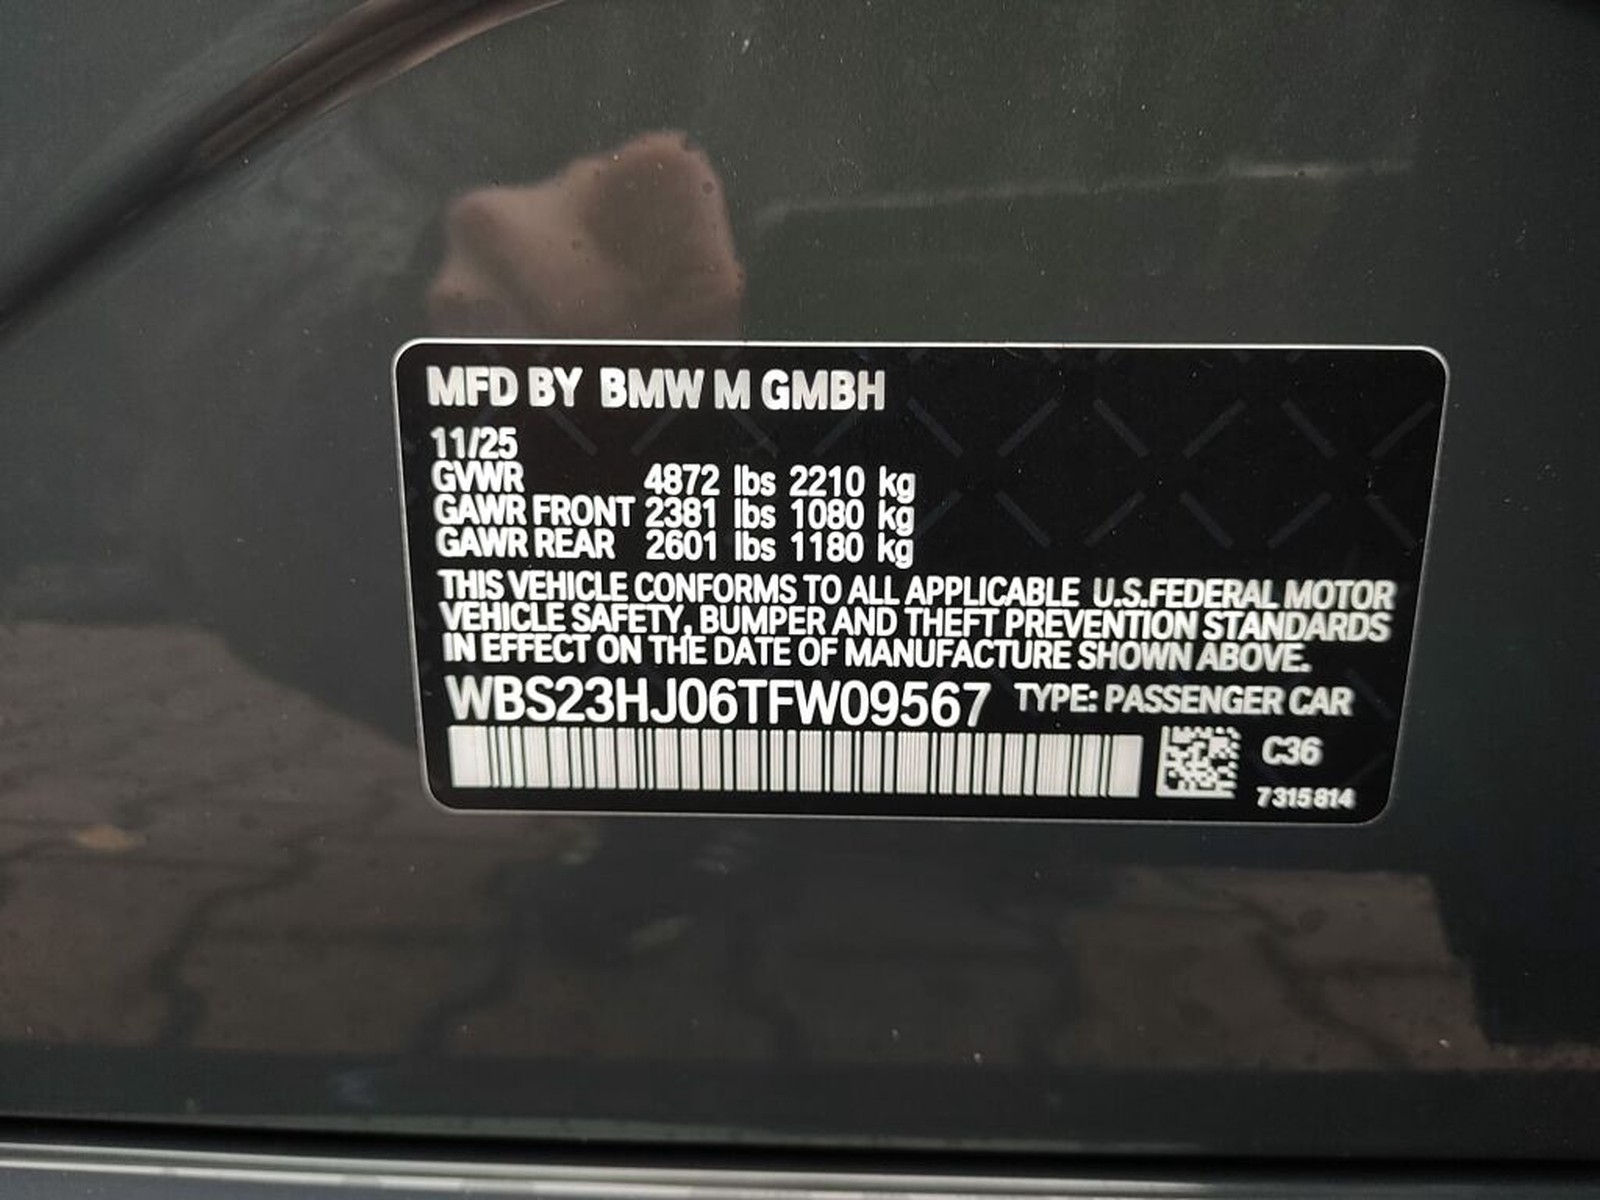 MFD BY BMW M GMBH
11/25
GVWR 4872 lbs 2210 kg
GAWR FRONT 2381 lbs 1080 kg
GAWR REAR 2601 lbs 1180 kg
THIS VEHICLE CONFORMS TO ALL APPLICABLE U.S.FEDERAL MOTOR
VEHICLE SAFETY, BUMPER AND THEFT PREVENTION STANDARDS
IN EFFECT ON THE DATE OF MANUFACTURE SHOWN ABOVE.
WBS23HJ06TFW09567 TYPE: PASSENGER CAR
C36
7315814